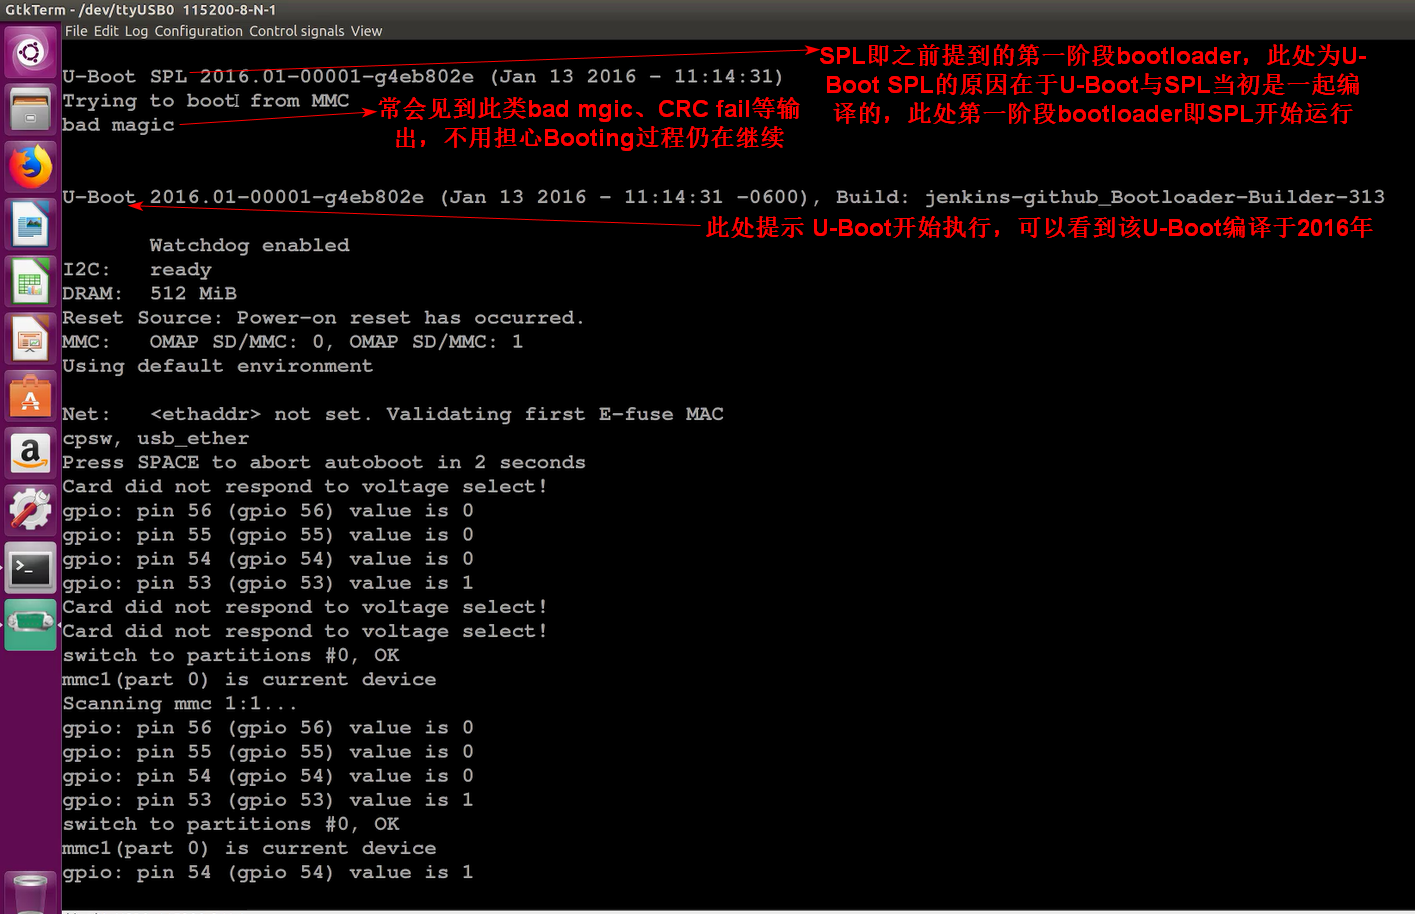 GtkTerm - /dev/ttyUSB0 115200-8-N-1
File Edit Log Configuration Control signals View
U-Boot SPL 2016.01-00001-g4eb802e (Jan 13 2016 - 11:14:31)
Trying to boot from MMC
bad magic
SPL即之前提到的第一阶段bootloader，此处为U-
Boot SPL的原因在于U-Boot与SPL当初是一起编
译的，此处第一阶段bootloader即SPL开始运行
常会见到此类bad mgic、CRC fail等输
出，不用担心Booting过程仍在继续
U-Boot 2016.01-00001-g4eb802e (Jan 13 2016 - 11:14:31 -0600), Build: jenkins-github_Bootloader-Builder-313
此处提示 U-Boot开始执行，可以看到该U-Boot编译于2016年
Watchdog enabled
I2C: ready
DRAM: 512 MiB
Reset Source: Power-on reset has occurred.
MMC: OMAP SD/MMC: 0, OMAP SD/MMC: 1
Using default environment
Net: <ethaddr> not set. Validating first E-fuse MAC
cpsw, usb_ether
Press SPACE to abort autoboot in 2 seconds
Card did not respond to voltage select!
gpio: pin 56 (gpio 56) value is 0
gpio: pin 55 (gpio 55) value is 0
gpio: pin 54 (gpio 54) value is 0
gpio: pin 53 (gpio 53) value is 1
Card did not respond to voltage select!
Card did not respond to voltage select!
switch to partitions #0, OK
mmc1(part 0) is current device
Scanning mmc 1:1...
gpio: pin 56 (gpio 56) value is 0
gpio: pin 55 (gpio 55) value is 0
gpio: pin 54 (gpio 54) value is 0
gpio: pin 53 (gpio 53) value is 1
switch to partitions #0, OK
mmc1(part 0) is current device
gpio: pin 54 (gpio 54) value is 1